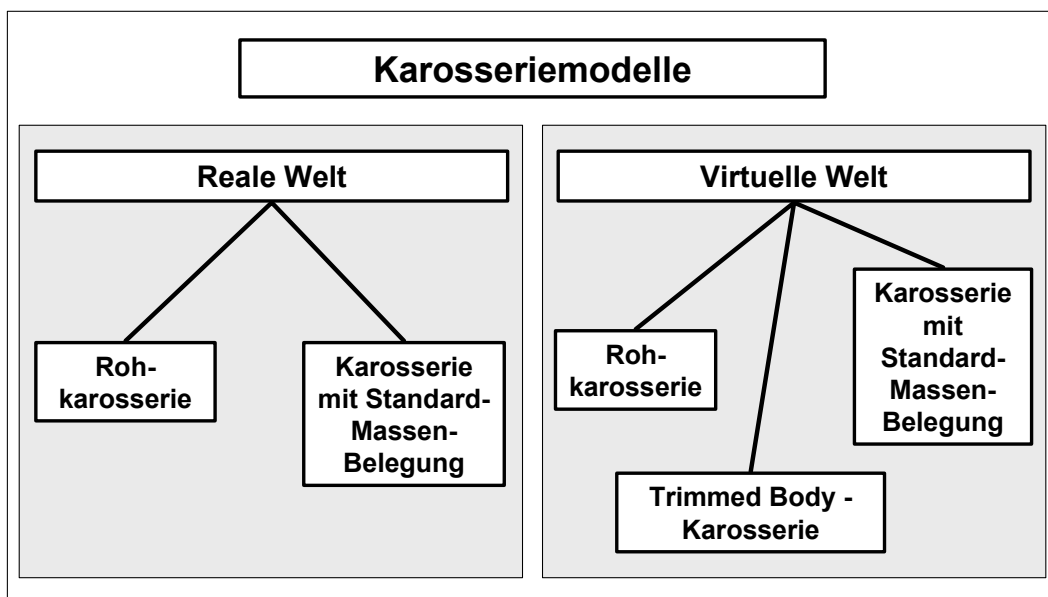 Karosseriemodelle
Reale Welt
Roh-
karosserie
Karosserie
mit Standard-
Massen-
Belegung
Virtuelle Welt
Roh-
karosserie
Trimmed Body -
Karosserie
Karosserie
mit
Standard-
Massen-
Belegung